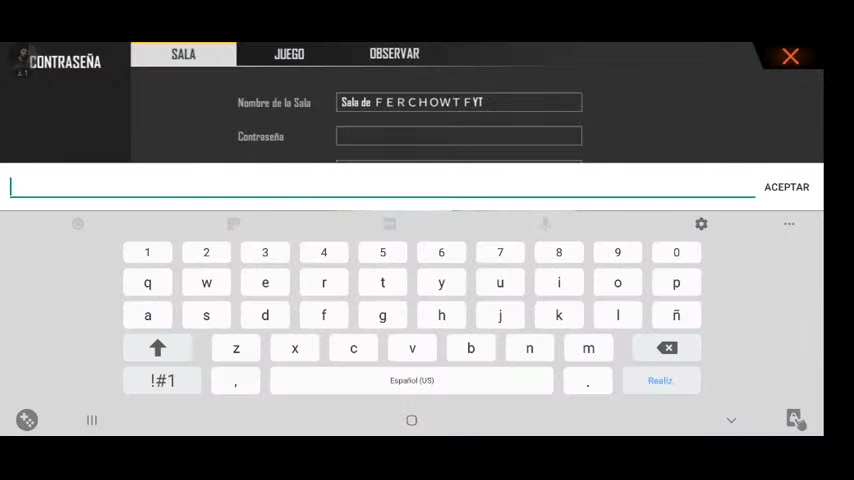 CONTRASEÑA
SALA JUEGO OBSERVAR
Nombre de la Sala Sala de F E R C H O W T F YT
Contraseña
ACEPTAR
1 2 3 4 5 6 7 8 9 0
q w e r t y u i o p
a s d f g h j k l ñ
z x c v b n m
!#1 , Español (US) . Realiz.